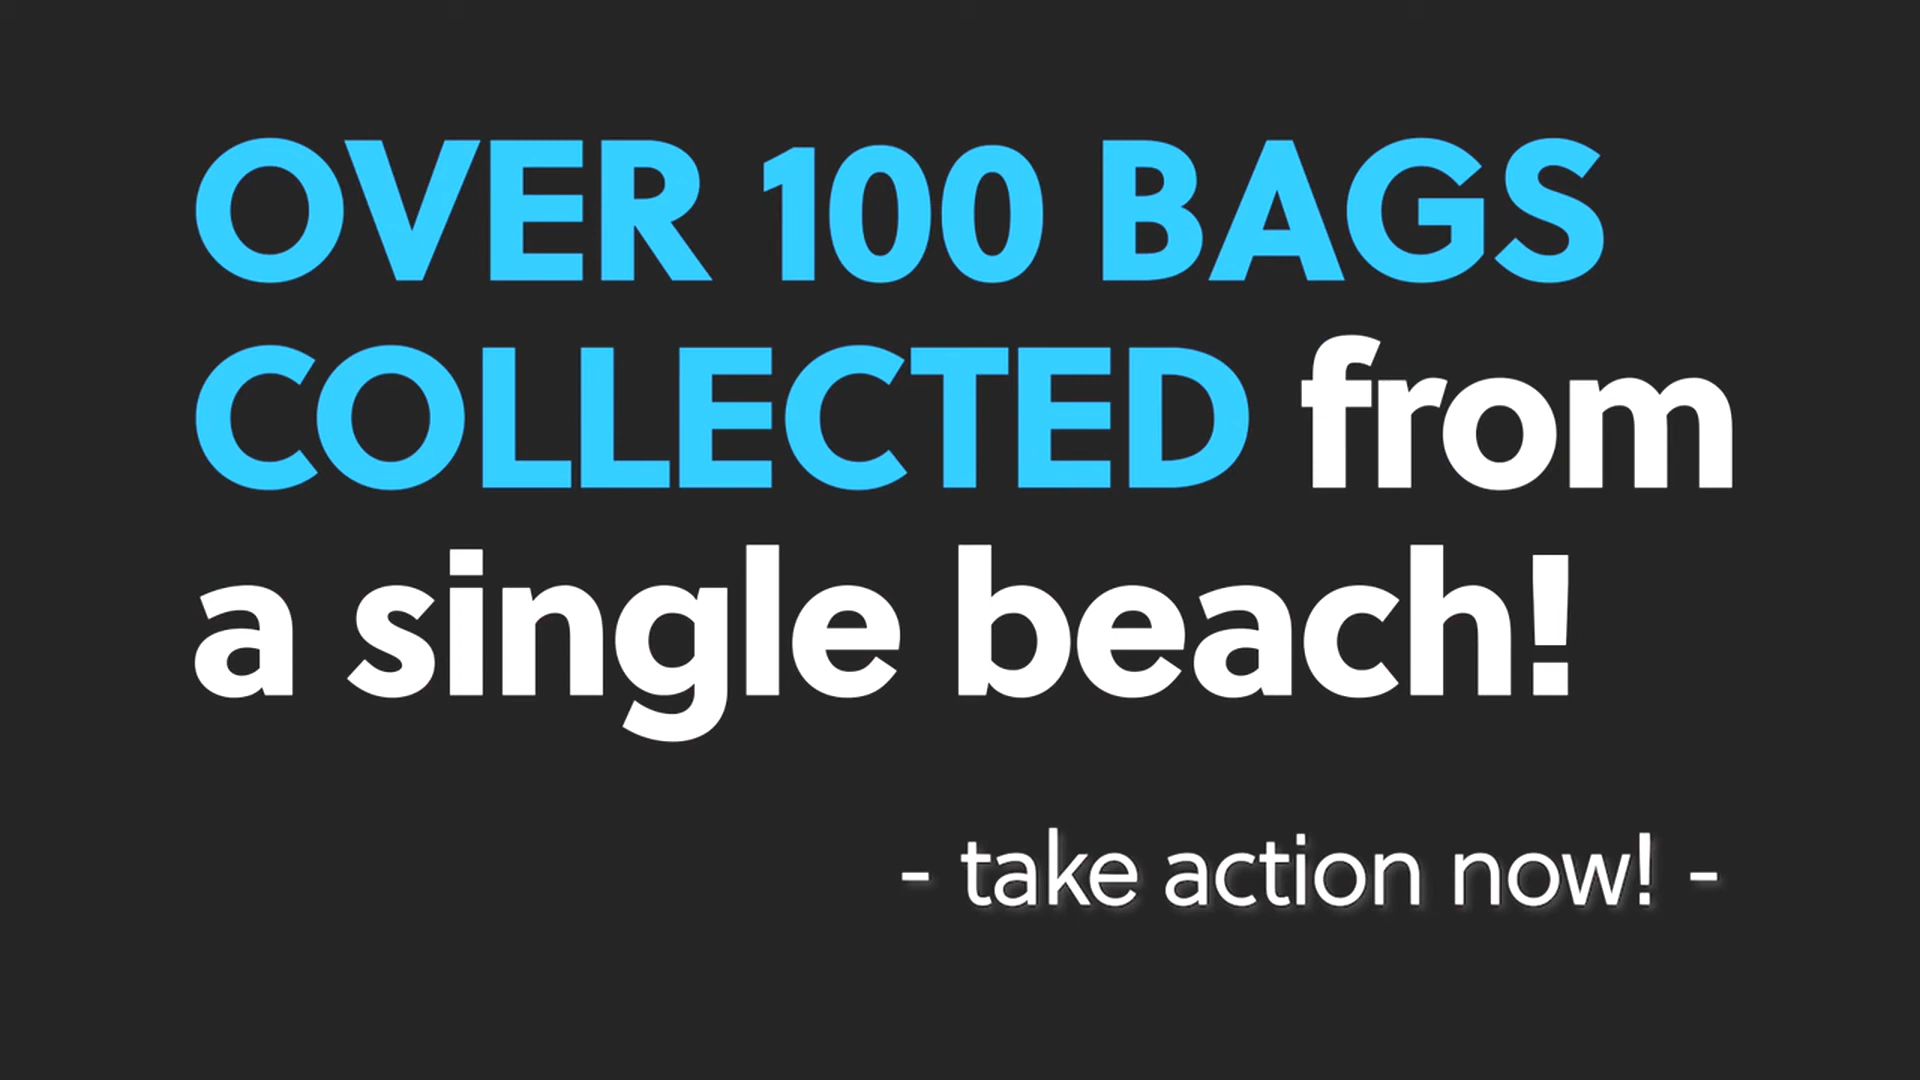 OVER 100 BAGS
COLLECTED from
a single beach!
- take action now! -